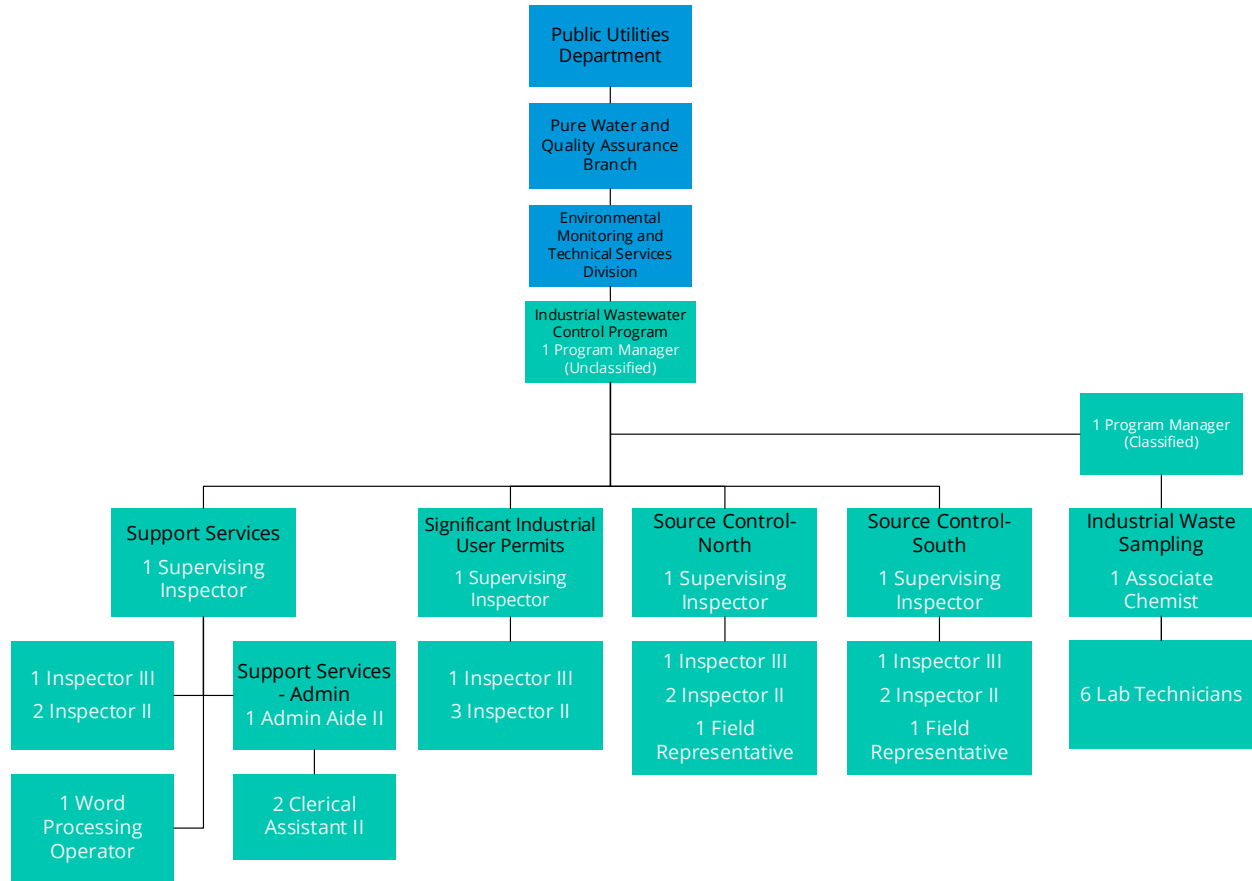 Public Utilities
Department
Pure Water and
Quality Assurance
Branch
Environmental
Monitoring and
Technical Services
Division
Industrial Wastewater
Control Program
1 Program Manager
(Unclassified)
1 Program Manager
(Classified)
Support Services
1 Supervising
Inspector
Significant Industrial
User Permits
1 Supervising
Inspector
Source Control-
North
1 Supervising
Inspector
Source Control-
South
1 Supervising
Inspector
Industrial Waste
Sampling
1 Associate
Chemist
1 Inspector III
2 Inspector II
Support Services
- Admin
1 Admin Aide II
1 Inspector III
3 Inspector II
1 Inspector III
2 Inspector II
1 Field
Representative
1 Inspector III
2 Inspector II
1 Field
Representative
6 Lab Technicians
1 Word
Processing
Operator
2 Clerical
Assistant II